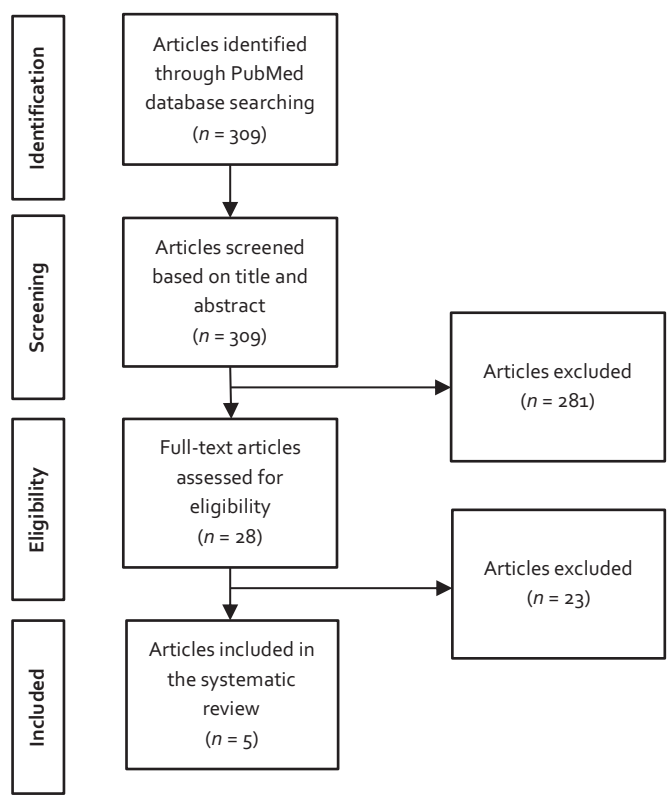 Identification
Articles identified
through PubMed
database searching
(n = 309)
Screening
Articles screened
based on title and
abstract
(n = 309)
Articles excluded
(n = 281)
Eligibility
Full-text articles
assessed for
eligibility
(n = 28)
Articles excluded
(n = 23)
Included
Articles included in
the systematic
review
(n = 5)